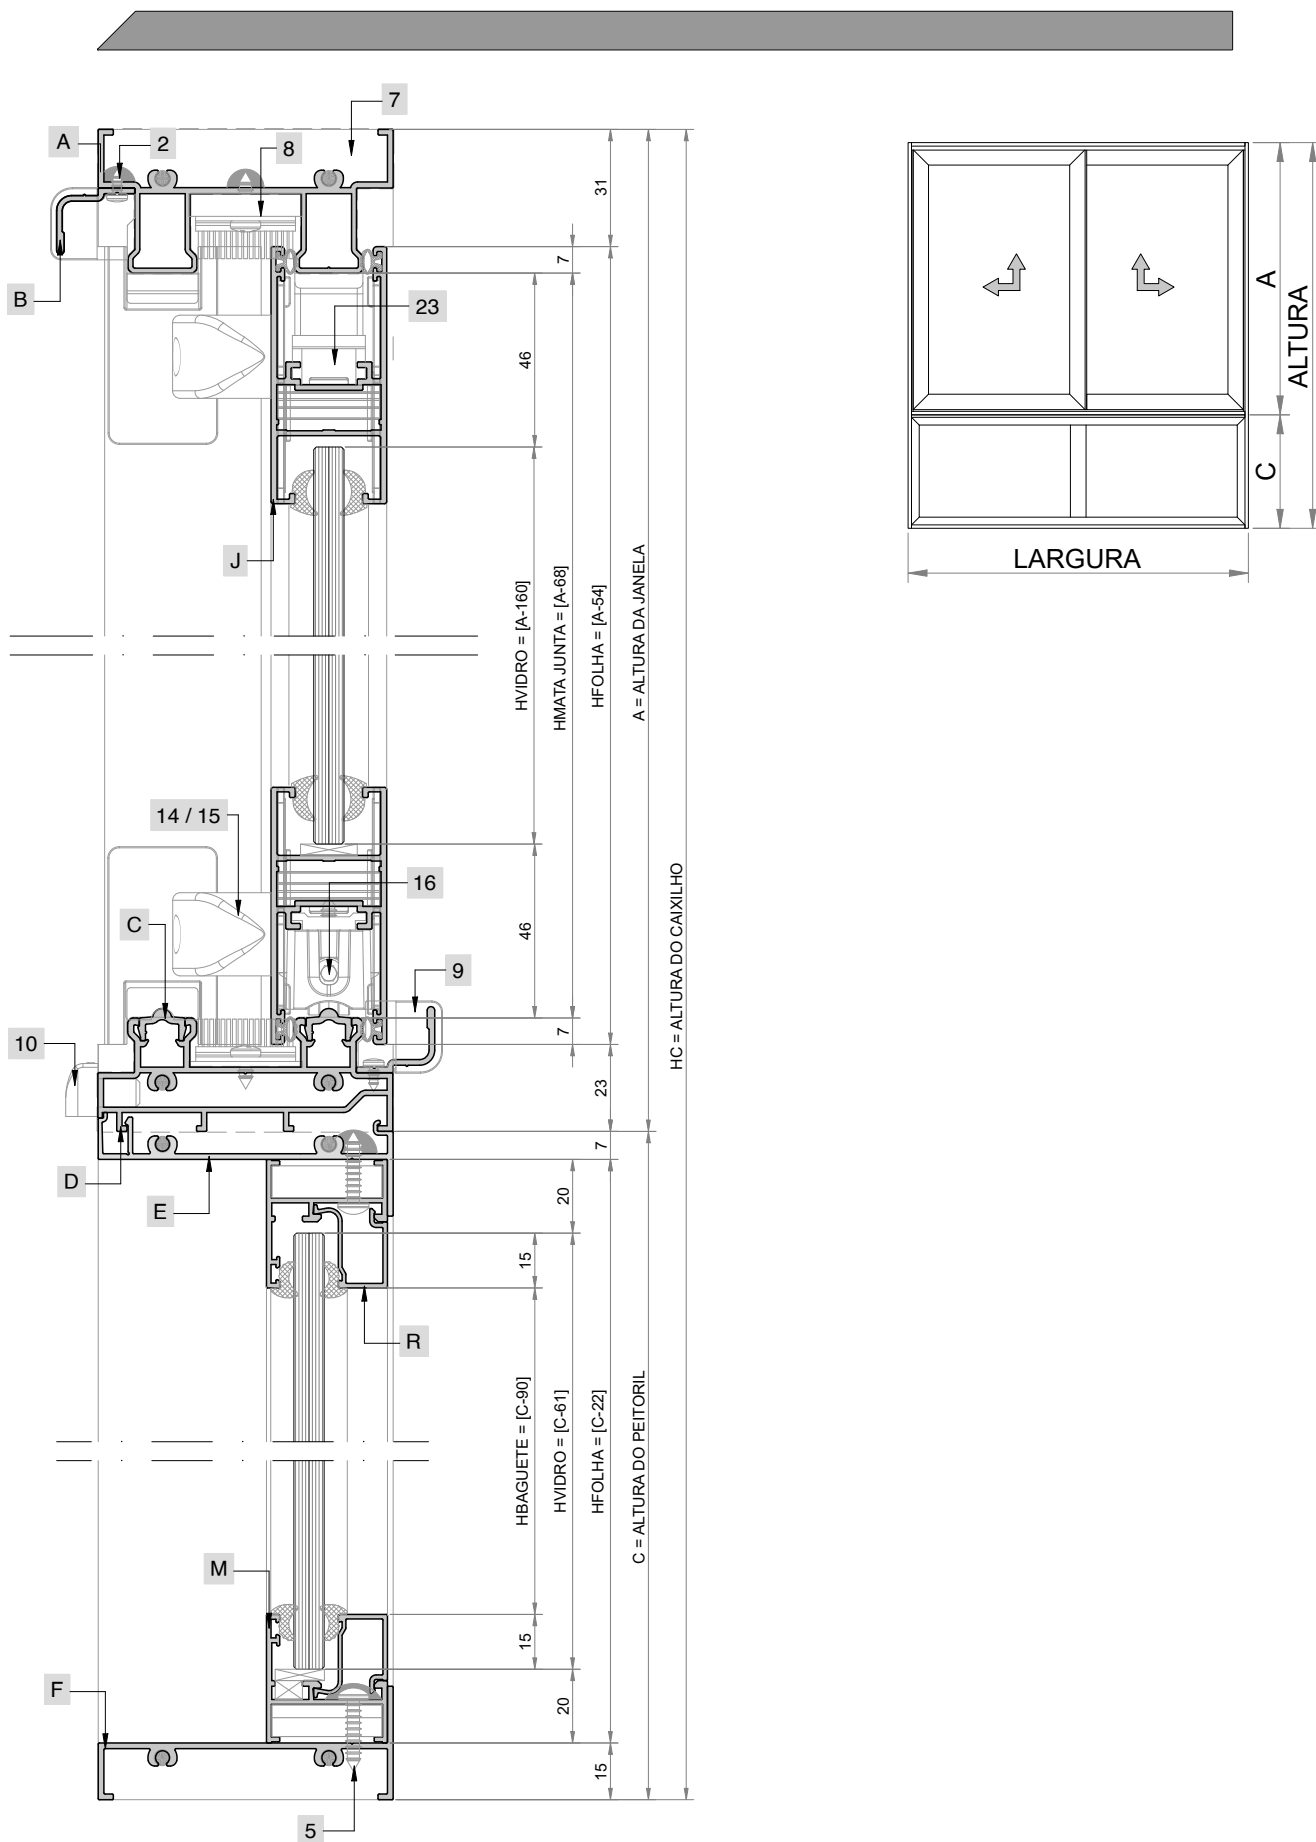 7
A
2
8
31
7
B
23
46
J
HVIDRO = [A-160]
HMATA JUNTA = [A-68]
HFOLHA = [A-54]
A = ALTURA DA JANELA
HC = ALTURA DO CAIXILHO
14 / 15
16
C
46
9
10
7
23
D
E
7
20
15
R
HBAGUETE = [C-90]
HVIDRO = [C-61]
HFOLHA = [C-22]
C = ALTURA DO PEITORIL
M
15
F
20
15
5
A
ALTURA
C
LARGURA